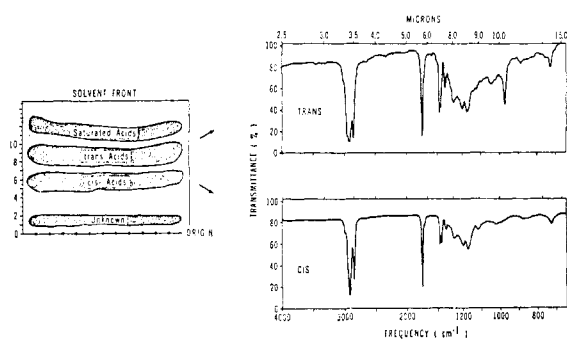 SOLVENT FRONT
Saturated Acids
trans Acids
cis- Acids
Unknown
10
8
6
4
2
0
ORIGIN
MICRONS
2.5 3.0 3.5 5.0 6.0 7.0 8.0 9.0 10.0 15.0
100
80
60
40
20
0
TRANS
TRANSMITTANCE ( % )
100
80
60
40
20
0
CIS
4000 3000 2000 1200 1000 800
FREQUENCY ( cm-1 )